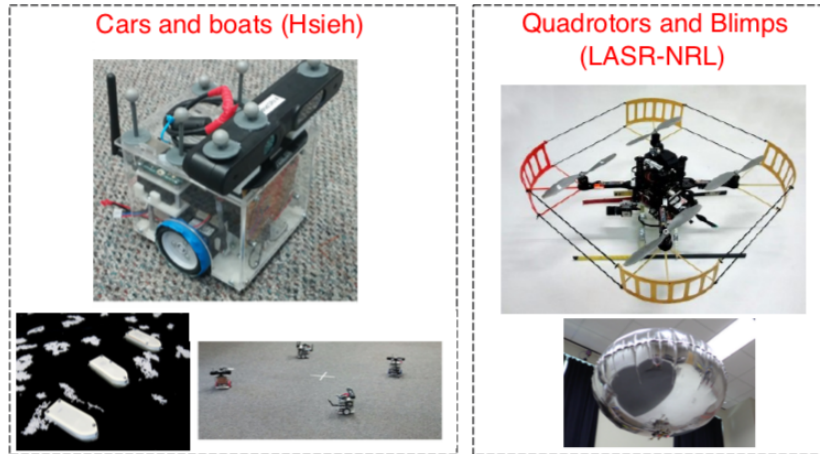 Cars and boats (Hsieh)
Quadrotors and Blimps
(LASR-NRL)